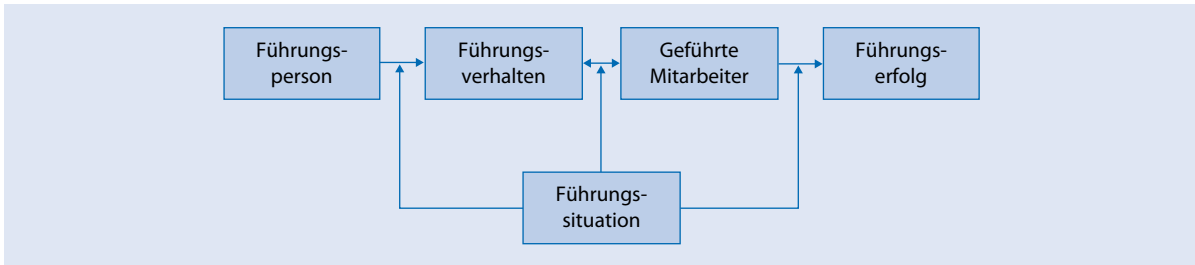 Führungs-
person
Führungs-
verhalten
Geführte
Mitarbeiter
Führungs-
erfolg
Führungs-
situation